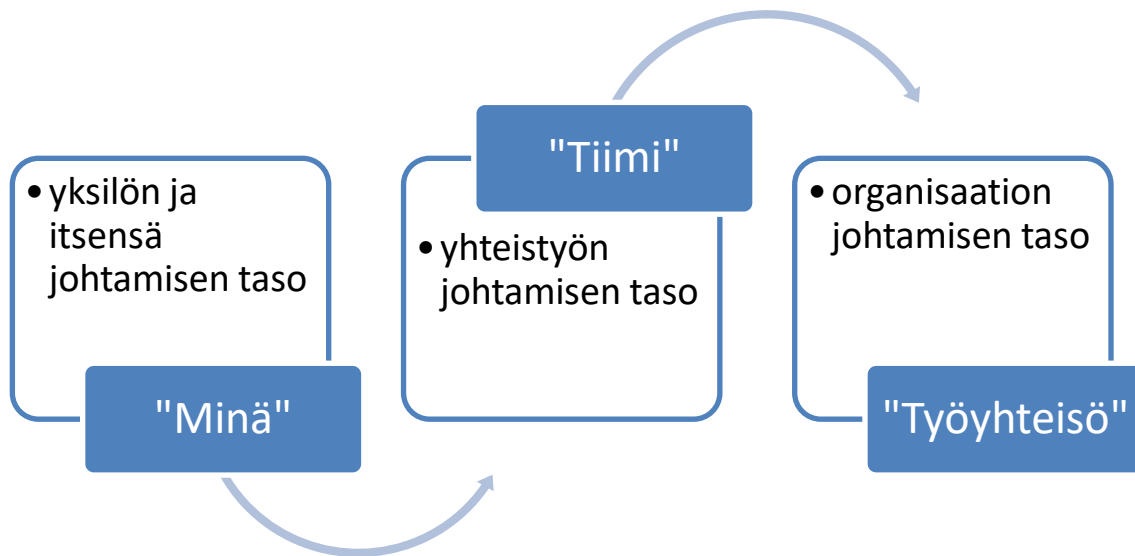 • yksilön ja
itsensä
johtamisen taso
"Minä"
"Tiimi"
• yhteistyön
johtamisen taso
• organisaation
johtamisen taso
"Työyhteisö"